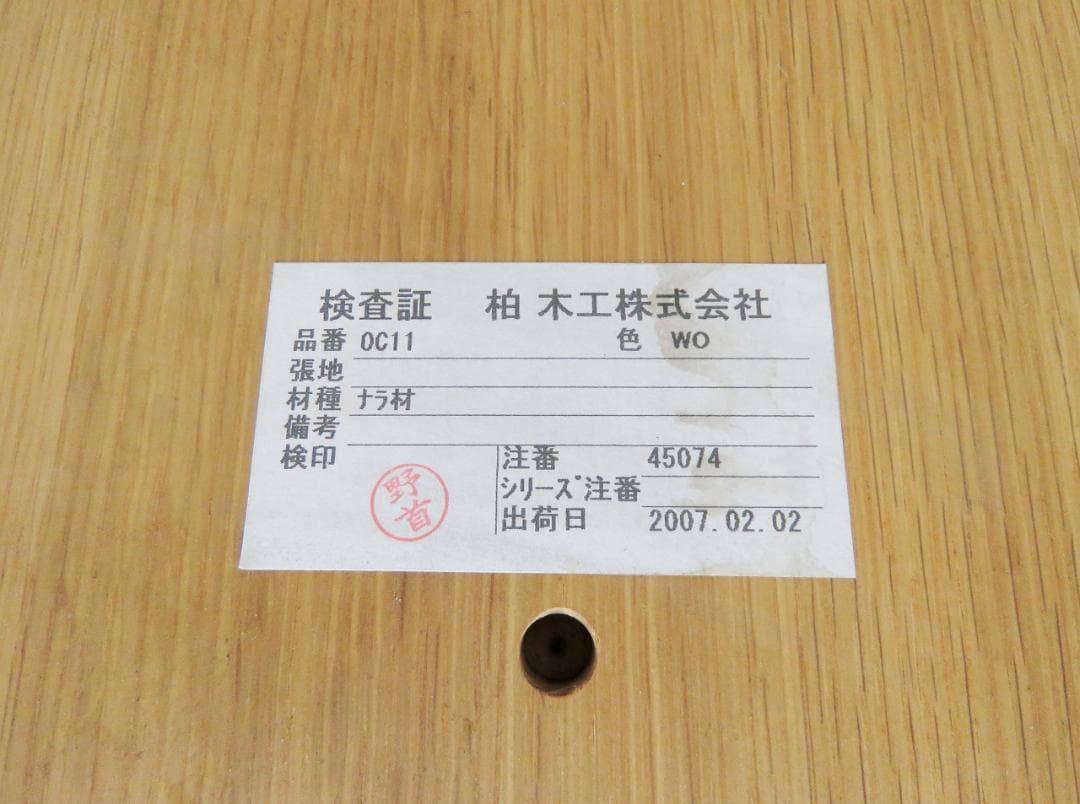 検査証 柏木工株式会社
品番 OC11 色 WO
張地
材種 ナラ材
備考
検印 注番 45074
シリーズ注番
出荷日 2007.02.02
野首